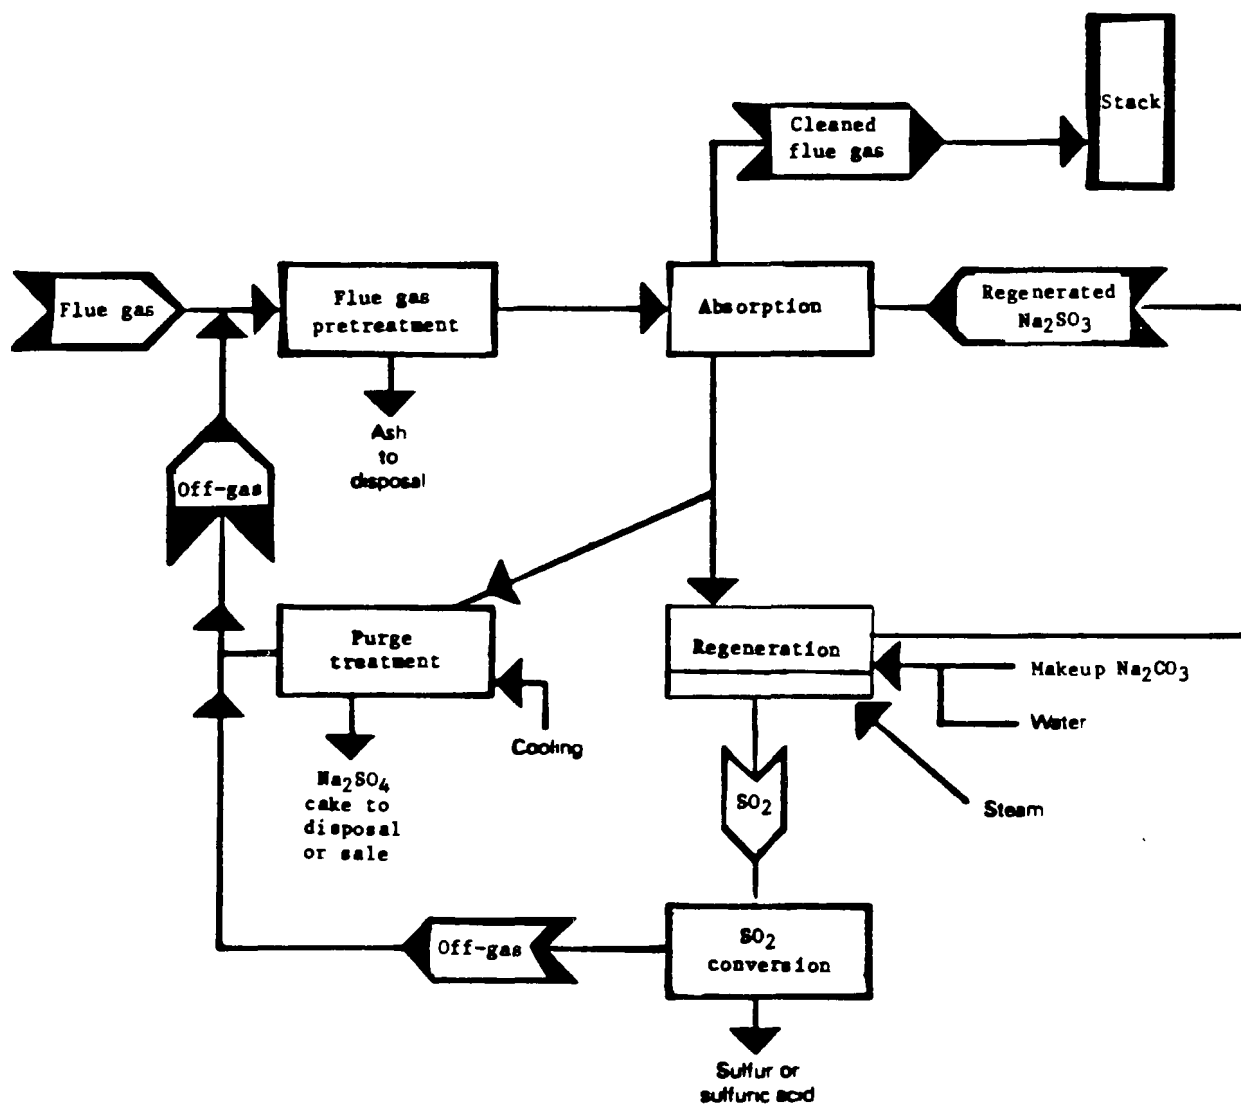 Stack
Cleaned
flue gas
Flue gas
Flue gas
pretreatment
Absorption
Regenerated
Na₂SO₃
Ash
to
disposal
Off-gas
Purge
treatment
Regeneration
Makeup Na₂CO₃
Water
Cooling
Steam
Na₂SO₄
cake to
disposal
or sale
SO₂
Off-gas
SO₂
conversion
Sulfur or
sulfuric acid